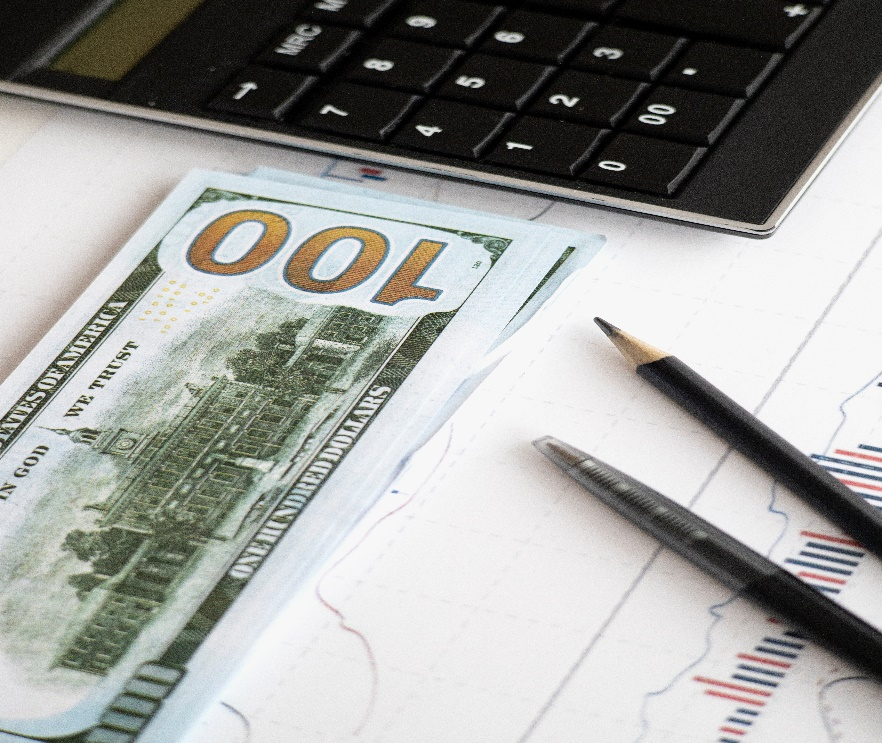 → MRC
7 8 9
4 5 6
1 2 3
0 00 . +
100
ATES OF AMERICA
IN GOD WE TRUST
ONE HUNDRED DOLLARS